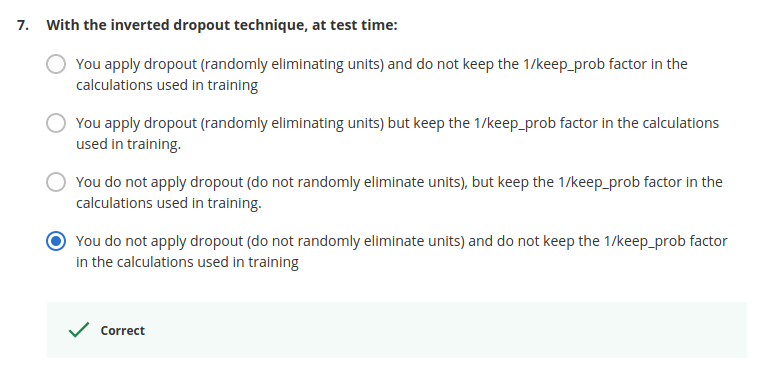 7. With the inverted dropout technique, at test time:
You apply dropout (randomly eliminating units) and do not keep the 1/keep_prob factor in the
calculations used in training
You apply dropout (randomly eliminating units) but keep the 1/keep_prob factor in the calculations
used in training.
You do not apply dropout (do not randomly eliminate units), but keep the 1/keep_prob factor in the
calculations used in training.
You do not apply dropout (do not randomly eliminate units) and do not keep the 1/keep_prob factor
in the calculations used in training
Correct